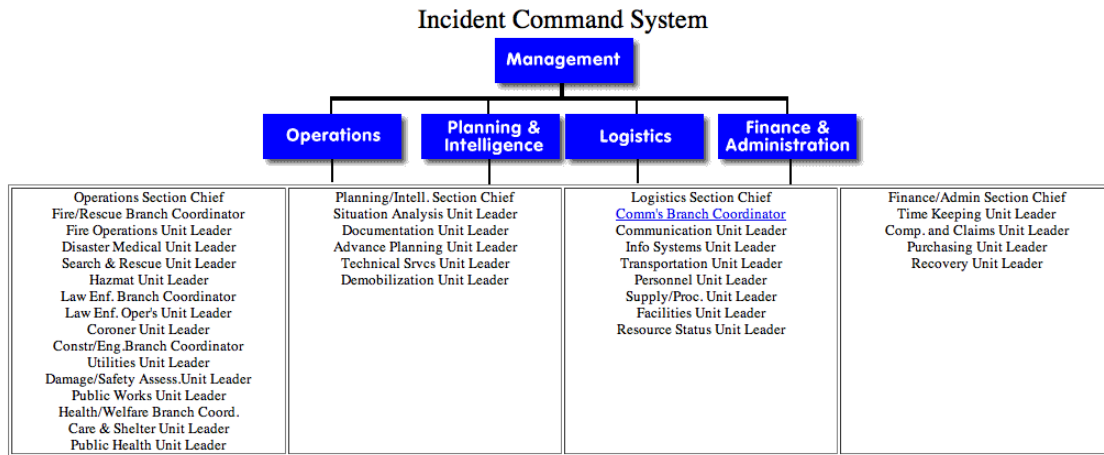 Incident Command System
Management
Operations
Planning &
Intelligence
Logistics
Finance &
Administration
Operations Section Chief
Fire/Rescue Branch Coordinator
Fire Operations Unit Leader
Disaster Medical Unit Leader
Search & Rescue Unit Leader
Hazmat Unit Leader
Law Enf. Branch Coordinator
Law Enf. Oper's Unit Leader
Coroner Unit Leader
Constr/Eng.Branch Coordinator
Utilities Unit Leader
Damage/Safety Assess.Unit Leader
Public Works Unit Leader
Health/Welfare Branch Coord.
Care & Shelter Unit Leader
Public Health Unit Leader
Planning/Intell. Section Chief
Situation Analysis Unit Leader
Documentation Unit Leader
Advance Planning Unit Leader
Technical Srvcs Unit Leader
Demobilization Unit Leader
Logistics Section Chief
Comm's Branch Coordinator
Communication Unit Leader
Info Systems Unit Leader
Transportation Unit Leader
Personnel Unit Leader
Supply/Proc. Unit Leader
Facilities Unit Leader
Resource Status Unit Leader
Finance/Admin Section Chief
Time Keeping Unit Leader
Comp. and Claims Unit Leader
Purchasing Unit Leader
Recovery Unit Leader